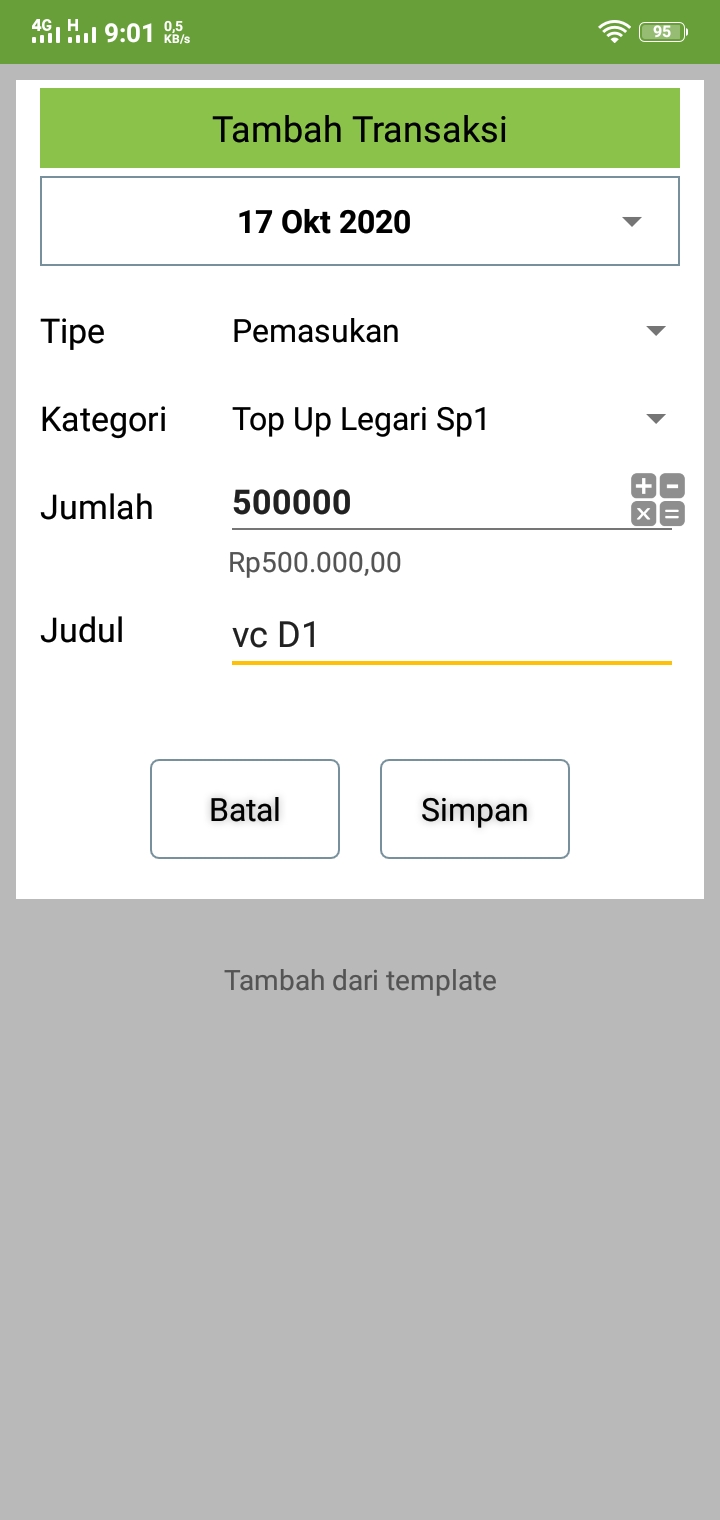 4G H 9:01 0,5 KB/s 95
Tambah Transaksi
17 Okt 2020
Tipe Pemasukan
Kategori Top Up Legari Sp1
Jumlah 500000
Rp500.000,00
Judul vc D1
Batal Simpan
Tambah dari template